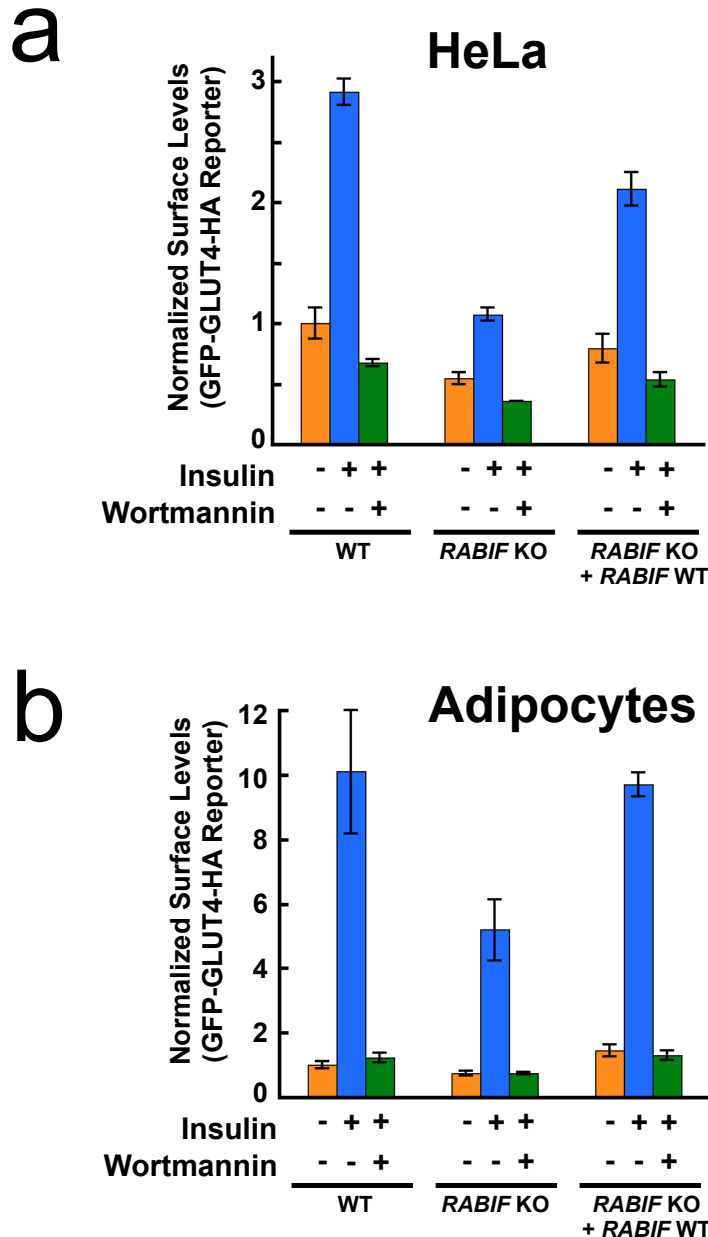 a
HeLa
Normalized Surface Levels
(GFP-GLUT4-HA Reporter)
3
2
1
0
Insulin - + + - + + - + +
Wortmannin - - + - - + - - +
WT RABIF KO RABIF KO
+ RABIF WT
b
Adipocytes
Normalized Surface Levels
(GFP-GLUT4-HA Reporter)
12
10
8
6
4
2
0
Insulin - + + - + + - + +
Wortmannin - - + - - + - - +
WT RABIF KO RABIF KO
+ RABIF WT